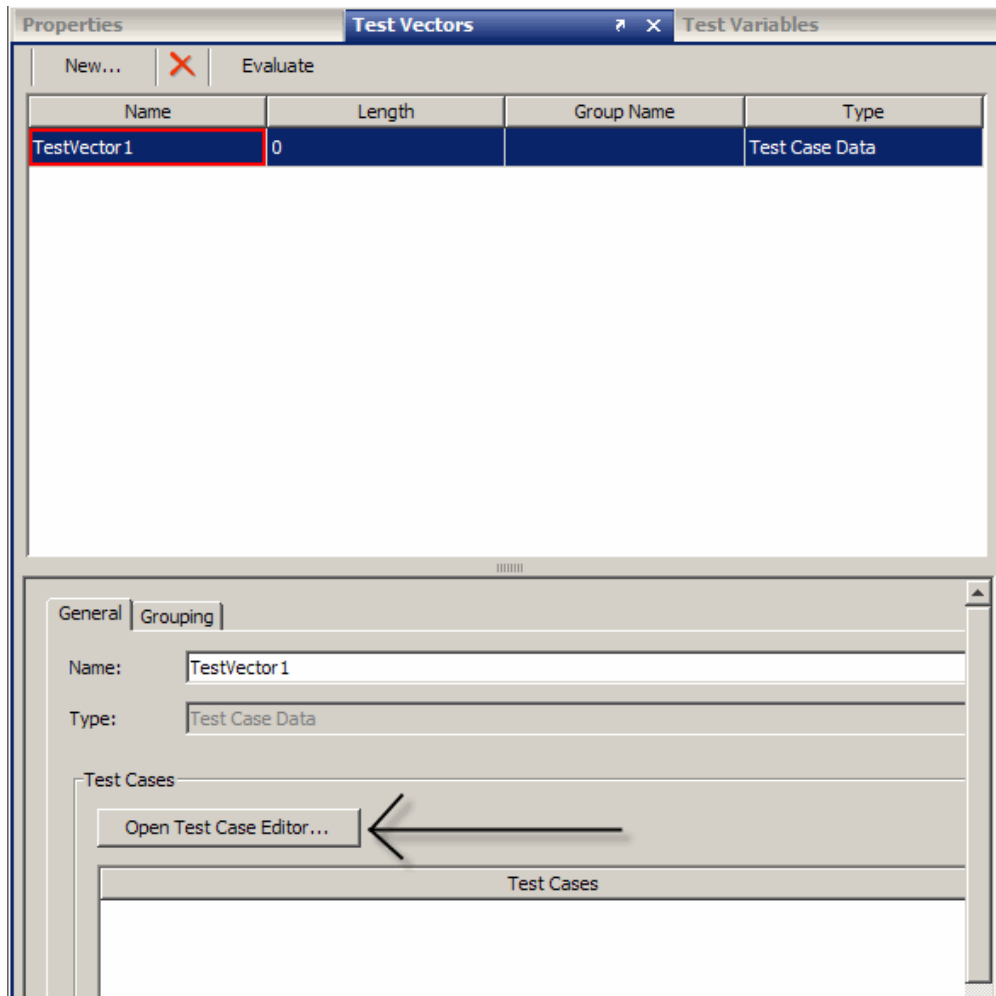 Properties Test Vectors Test Variables
New... Evaluate
Name Length Group Name Type
TestVector1 0 Test Case Data
General Grouping
Name: TestVector1
Type: Test Case Data
Test Cases
Open Test Case Editor...
Test Cases